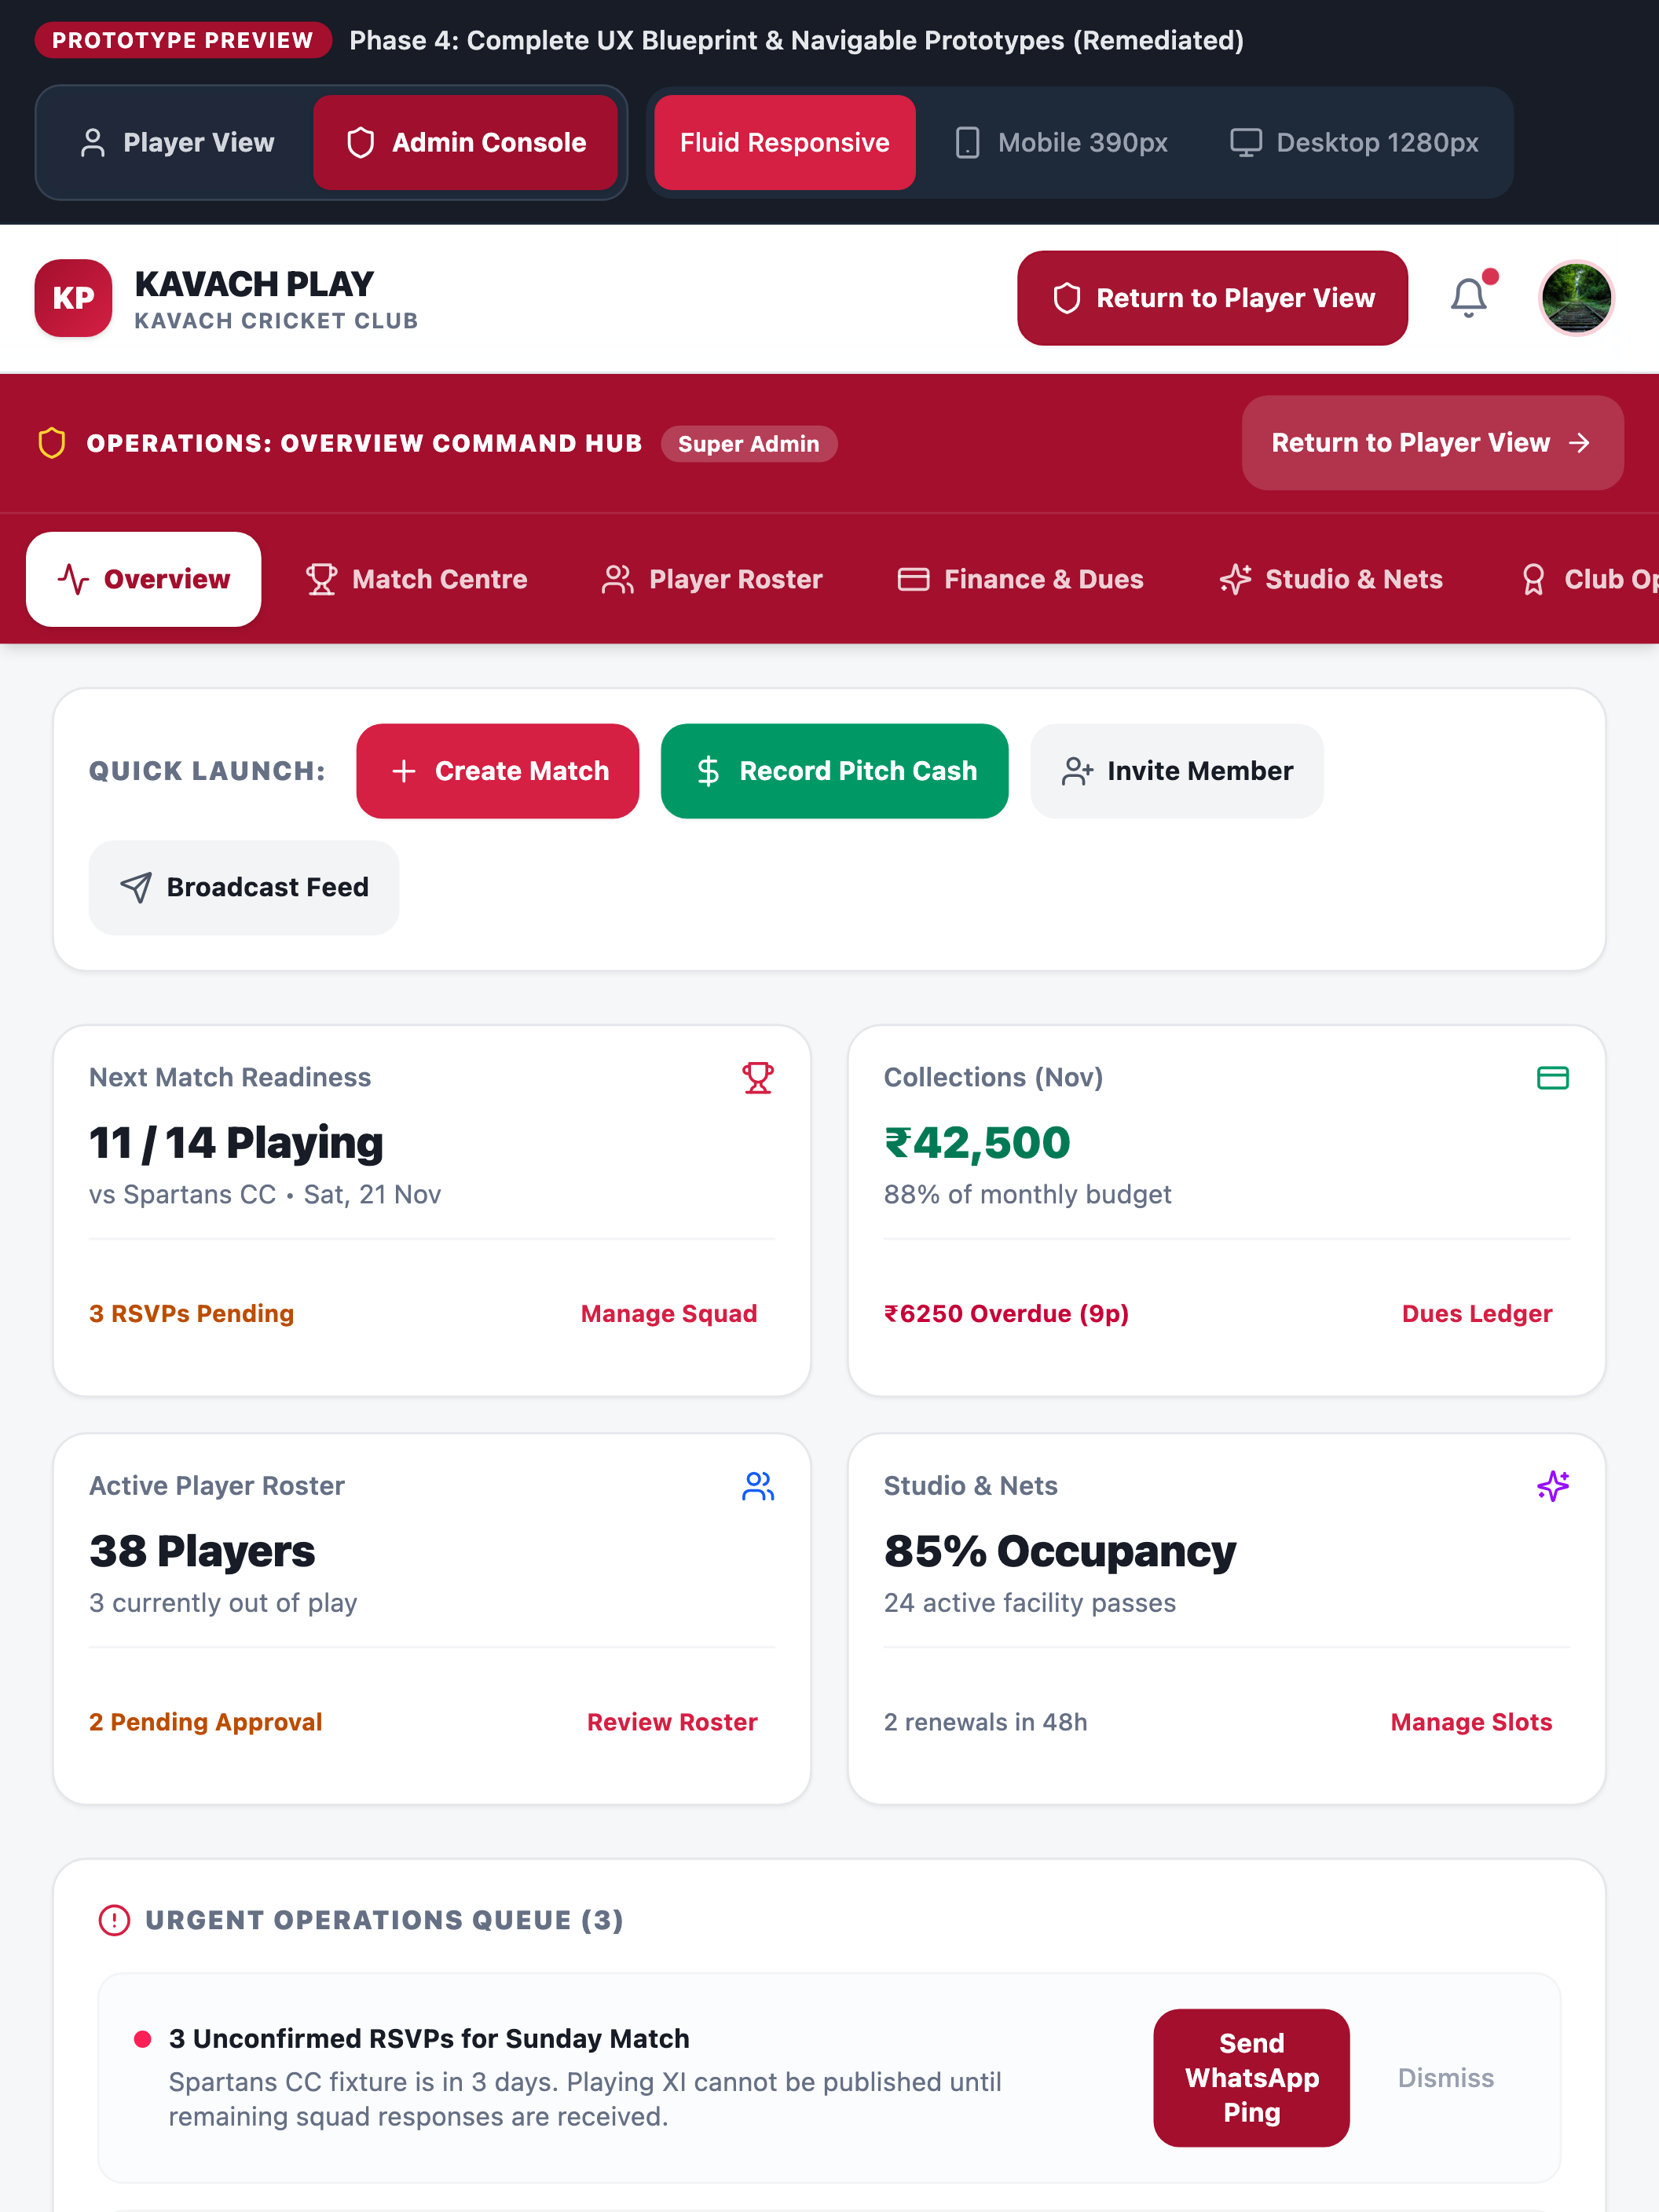 PROTOTYPE PREVIEW Phase 4: Complete UX Blueprint & Navigable Prototypes (Remediated)
Player View Admin Console Fluid Responsive Mobile 390px Desktop 1280px
KP KAVACH PLAY
KAVACH CRICKET CLUB
Return to Player View
OPERATIONS: OVERVIEW COMMAND HUB Super Admin Return to Player View →
Overview Match Centre Player Roster Finance & Dues Studio & Nets Club Op
QUICK LAUNCH: + Create Match $ Record Pitch Cash Invite Member
Broadcast Feed
Next Match Readiness
11 / 14 Playing
vs Spartans CC • Sat, 21 Nov
3 RSVPs Pending Manage Squad
Collections (Nov)
₹42,500
88% of monthly budget
₹6250 Overdue (9p) Dues Ledger
Active Player Roster
38 Players
3 currently out of play
2 Pending Approval Review Roster
Studio & Nets
85% Occupancy
24 active facility passes
2 renewals in 48h Manage Slots
URGENT OPERATIONS QUEUE (3)
3 Unconfirmed RSVPs for Sunday Match
Spartans CC fixture is in 3 days. Playing XI cannot be published until
remaining squad responses are received.
Send
WhatsApp
Ping
Dismiss